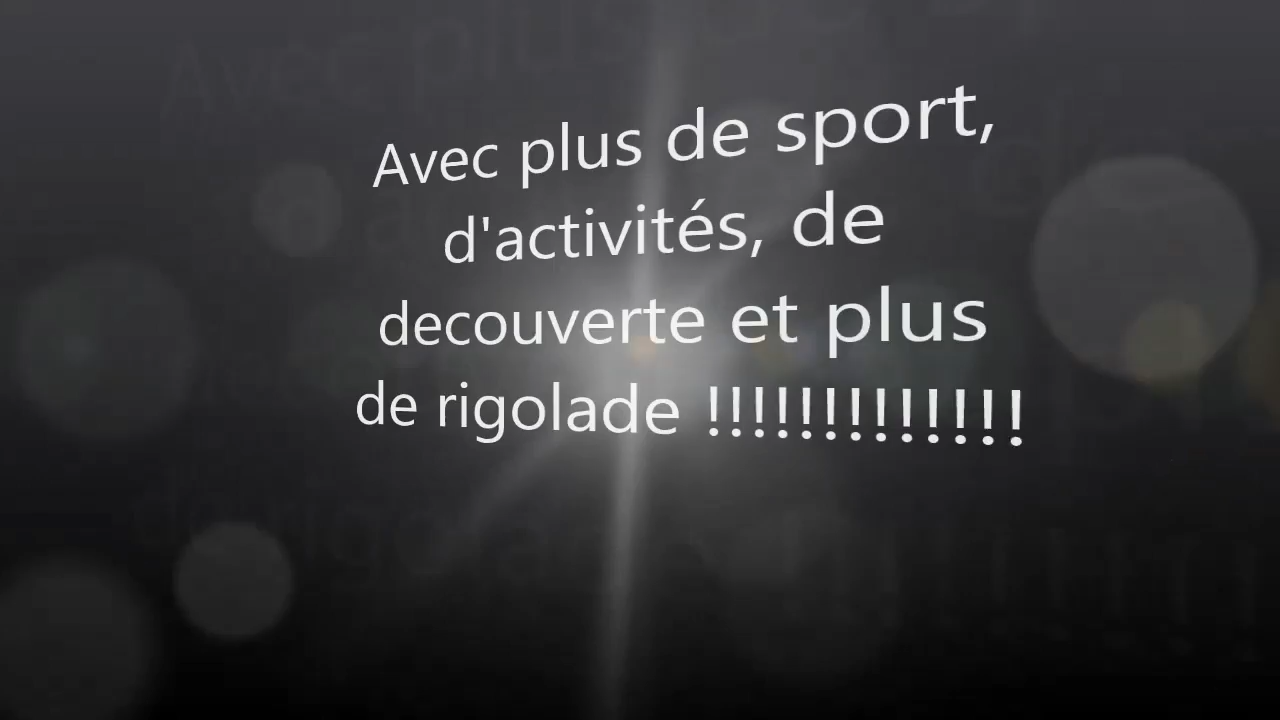 Avec plus de sport,
d'activités, de
decouverte et plus
de rigolade !!!!!!!!!!!!!